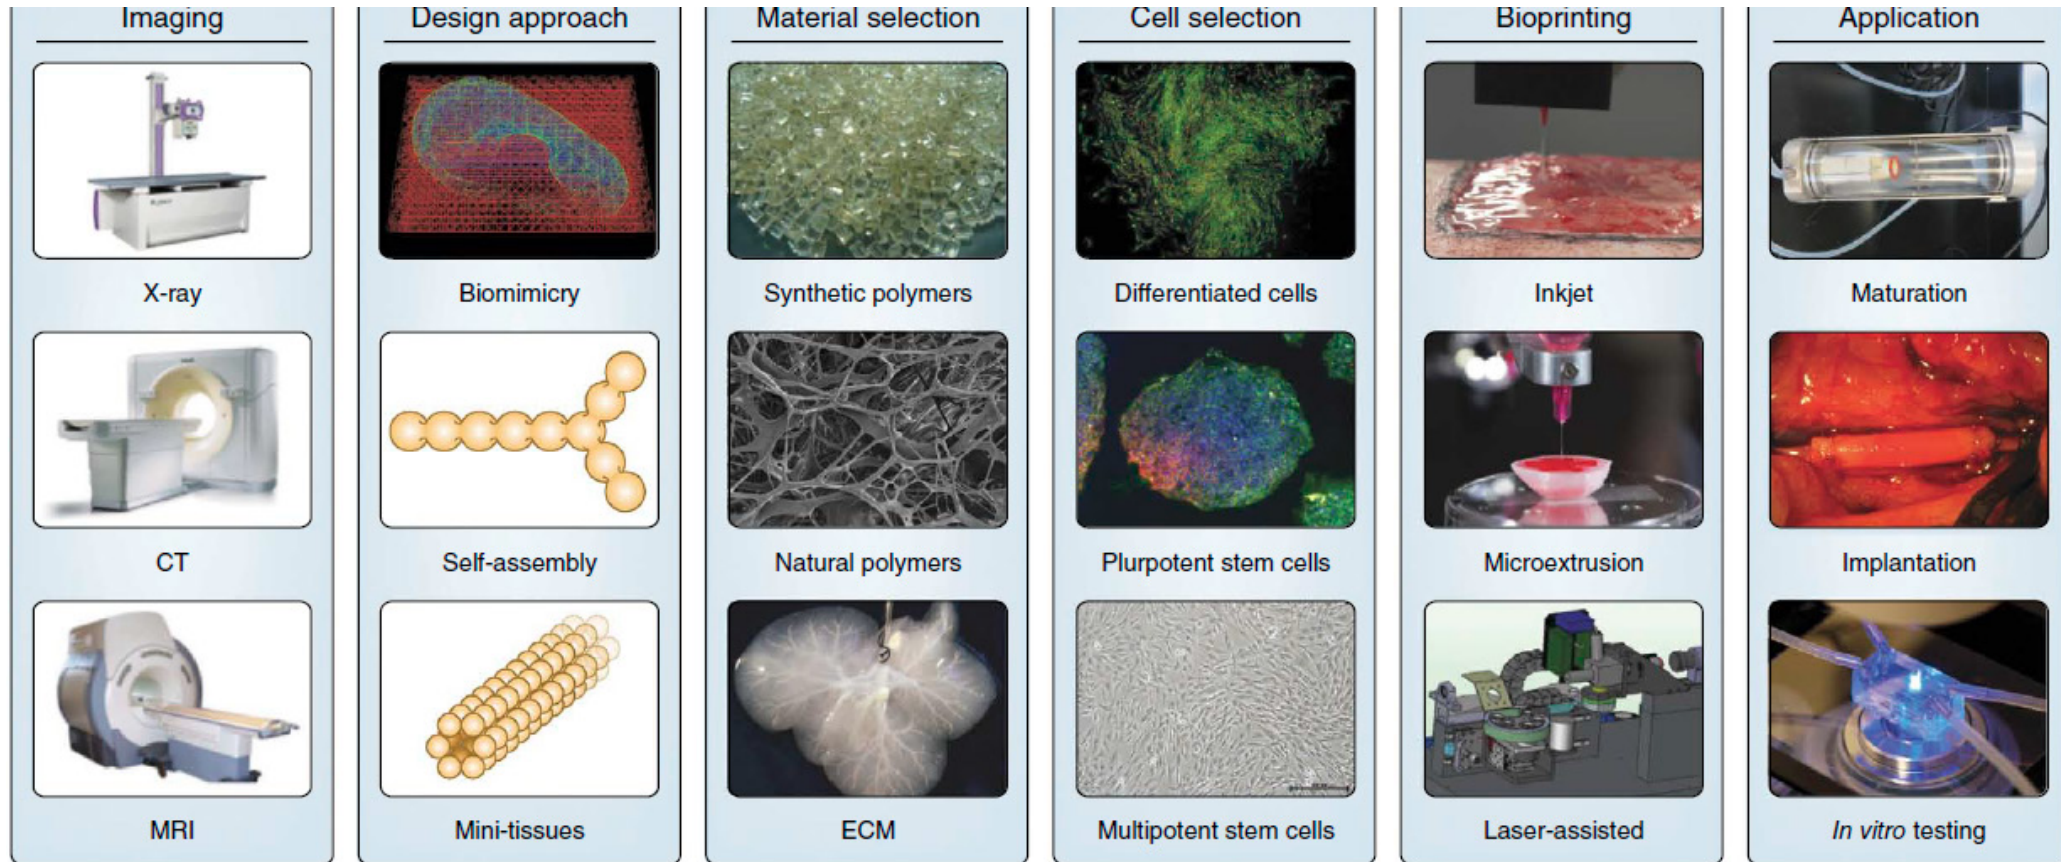 Imaging
Design approach
Material selection
Cell selection
Bioprinting
Application
X-ray
Biomimicry
Synthetic polymers
Differentiated cells
Inkjet
Maturation
CT
Self-assembly
Natural polymers
Plurpotent stem cells
Microextrusion
Implantation
MRI
Mini-tissues
ECM
Multipotent stem cells
Laser-assisted
In vitro testing